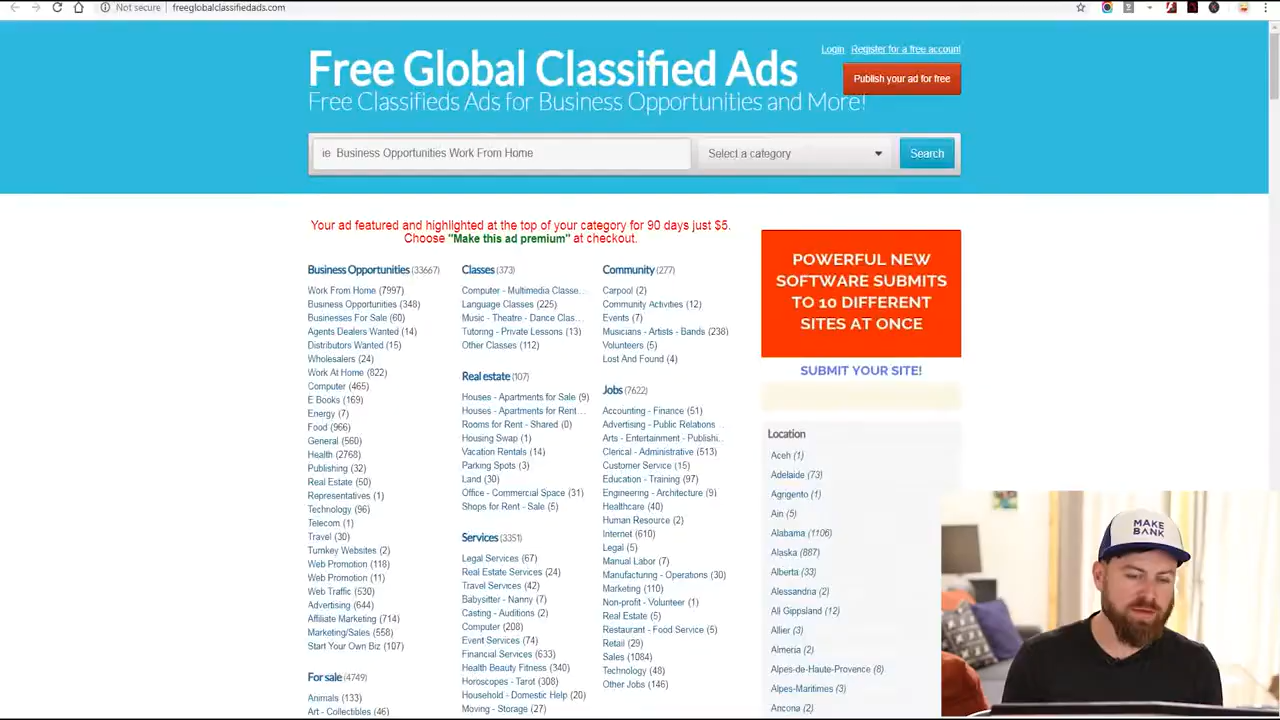 Not secure
freeglobalclassifiedads.com
Login Register for a free account
Free Global Classified Ads
Publish your ad for free
Free Classifieds Ads for Business Opportunities and More!
ie Business Opportunities Work From Home
Select a category
Search
Your ad featured and highlighted at the top of your category for 90 days just $5.
Choose "Make this ad premium" at checkout.
Business Opportunities (33667)
Work From Home (7997)
Business Opportunities (348)
Businesses For Sale (60)
Agents Dealers Wanted (14)
Distributors Wanted (15)
Wholesalers (24)
Work At Home (822)
Computer (465)
E Books (169)
Energy (7)
Food (966)
General (560)
Health (2768)
Publishing (32)
Real Estate (50)
Representatives (1)
Technology (96)
Telecom (1)
Travel (30)
Turnkey Websites (2)
Web Promotion (118)
Web Promotion (11)
Web Traffic (530)
Advertising (644)
Affiliate Marketing (714)
Marketing/Sales (558)
Start Your Own Biz (107)
For sale (4749)
Animals (133)
Art - Collectibles (46)
Classes (373)
Computer - Multimedia Classe...
Language Classes (225)
Music - Theatre - Dance Clas...
Tutoring - Private Lessons (13)
Other Classes (112)
Real estate (107)
Houses - Apartments for Sale (9)
Houses - Apartments for Rent...
Rooms for Rent - Shared (0)
Housing Swap (1)
Vacation Rentals (14)
Parking Spots (3)
Land (30)
Office - Commercial Space (31)
Shops for Rent - Sale (5)
Services (3351)
Legal Services (67)
Real Estate Services (24)
Travel Services (42)
Babysitter - Nanny (7)
Casting - Auditions (2)
Computer (208)
Event Services (74)
Financial Services (633)
Health Beauty Fitness (340)
Horoscopes - Tarot (308)
Household - Domestic Help (20)
Moving - Storage (27)
Community (277)
Carpool (2)
Community Activities (12)
Events (7)
Musicians - Artists - Bands (238)
Volunteers (5)
Lost And Found (4)
Jobs (7622)
Accounting - Finance (51)
Advertising - Public Relations ...
Arts - Entertainment - Publishi...
Clerical - Administrative (513)
Customer Service (15)
Education - Training (97)
Engineering - Architecture (9)
Healthcare (40)
Human Resource (2)
Internet (610)
Legal (5)
Manual Labor (7)
Manufacturing - Operations (30)
Marketing (110)
Non-profit - Volunteer (1)
Real Estate (5)
Restaurant - Food Service (5)
Retail (29)
Sales (1084)
Technology (48)
Other Jobs (146)
POWERFUL NEW
SOFTWARE SUBMITS
TO 10 DIFFERENT
SITES AT ONCE
SUBMIT YOUR SITE!
Location
Aceh (1)
Adelaide (73)
Agrigento (1)
Ain (5)
Alabama (1106)
Alaska (887)
Alberta (33)
Alessandria (2)
All Gippsland (12)
Allier (3)
Almeria (2)
Alpes-de-Haute-Provence (8)
Alpes-Maritimes (3)
Ancona (2)
MAKE
BANK